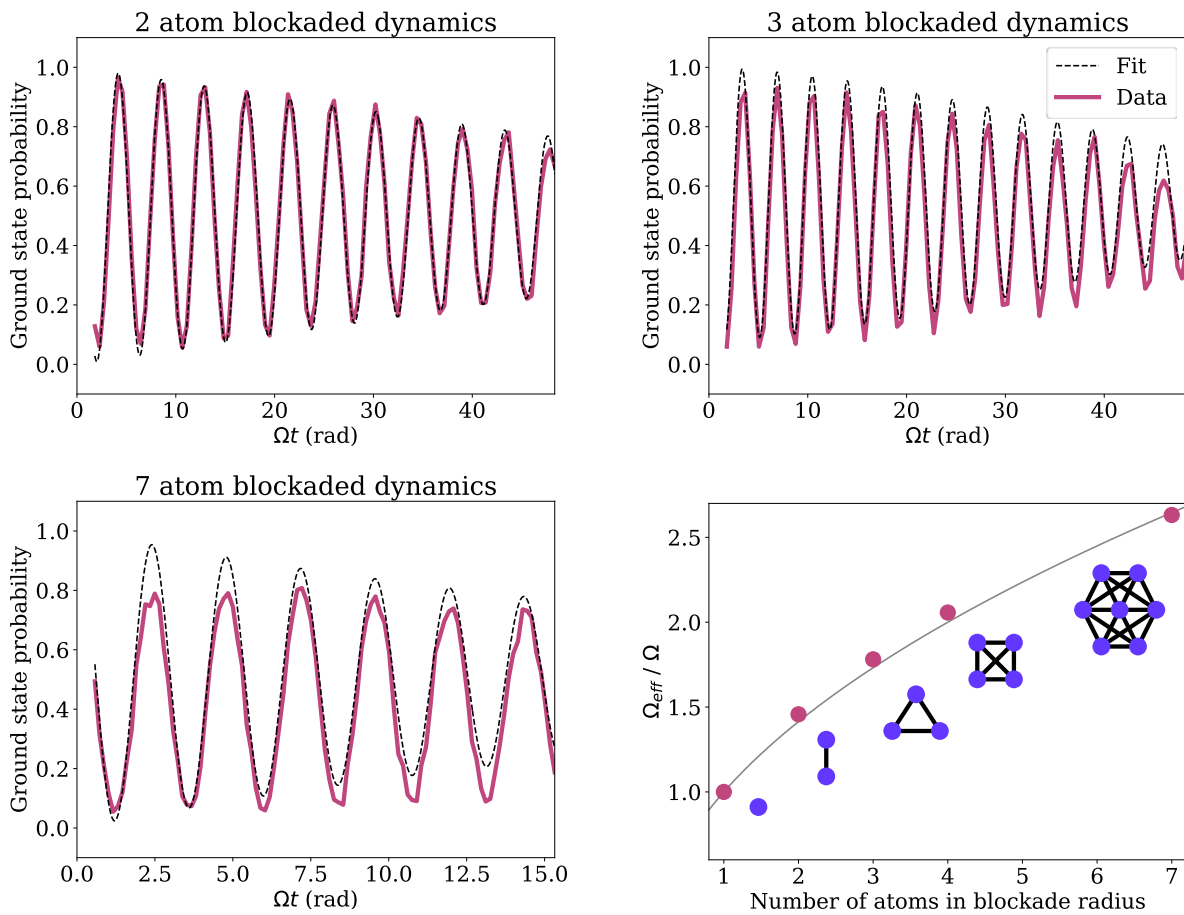 2 atom blockaded dynamics
Ground state probability
1.0
0.8
0.6
0.4
0.2
0.0
0 10 20 30 40
Ωt (rad)
3 atom blockaded dynamics
Ground state probability
1.0
0.8
0.6
0.4
0.2
0.0
Fit
Data
0 10 20 30 40
Ωt (rad)
7 atom blockaded dynamics
Ground state probability
1.0
0.8
0.6
0.4
0.2
0.0
0.0 2.5 5.0 7.5 10.0 12.5 15.0
Ωt (rad)
Ω_eff / Ω
2.5
2.0
1.5
1.0
1 2 3 4 5 6 7
Number of atoms in blockade radius